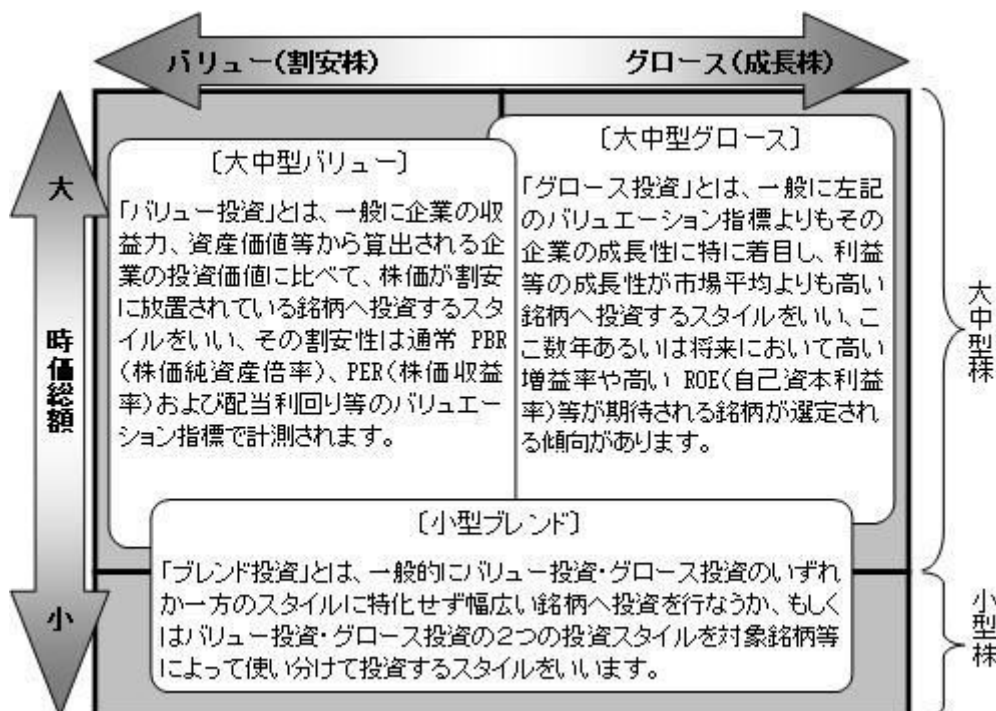 バリュー(割安株)
グロース(成長株)
大
時価総額
小
〔大中型バリュー〕
「バリュー投資」とは、一般に企業の収
益力、資産価値等から算出される企
業の投資価値に比べて、株価が割安
に放置されている銘柄へ投資するスタ
イルをいい、その割安性は通常 PBR
(株価純資産倍率)、PER(株価収益
率)および配当利回り等のバリュエー
ション指標で計測されます。
〔大中型グロース〕
「グロース投資」とは、一般に左記
のバリュエーション指標よりもその
企業の成長性に特に着目し、利益
等の成長性が市場平均よりも高い
銘柄へ投資するスタイルをいい、こ
こ数年あるいは将来において高い
増益率や高い ROE(自己資本利益
率)等が期待される銘柄が選定され
る傾向があります。
〔小型ブレンド〕
「ブレンド投資」とは、一般的にバリュー投資・グロース投資のいずれ
か一方のスタイルに特化せず幅広い銘柄へ投資を行なうか、もしく
はバリュー投資・グロース投資の2つの投資スタイルを対象銘柄等
によって使い分けて投資するスタイルをいいます。
大中型株
小型株